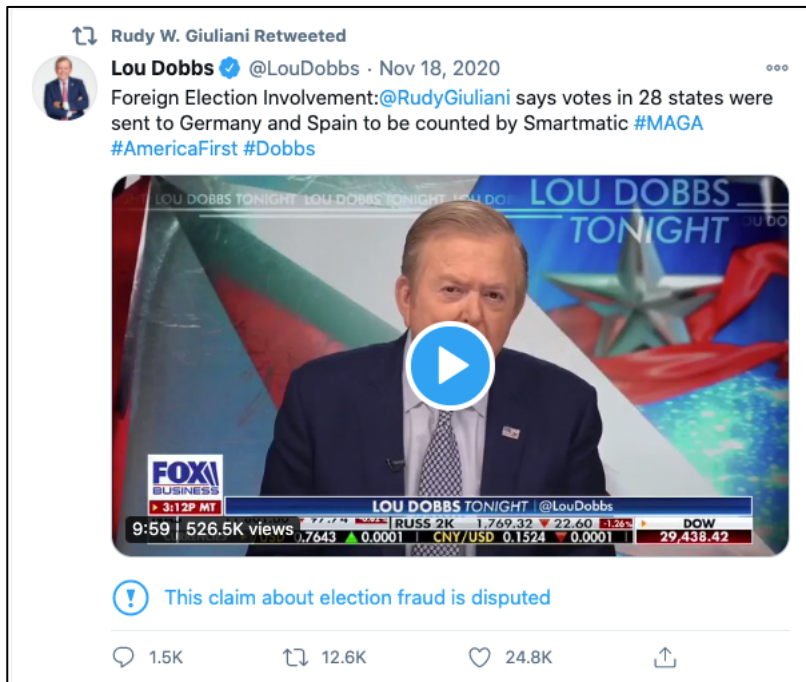 Rudy W. Giuliani Retweeted
Lou Dobbs @LouDobbs · Nov 18, 2020
Foreign Election Involvement:@RudyGiuliani says votes in 28 states were
sent to Germany and Spain to be counted by Smartmatic #MAGA
#AmericaFirst #Dobbs
LOU DOBBS TONIGHT LOU DOBBS TONIGHT LOU DO
LOU DOBBS
TONIGHT
FOX
BUSINESS
3:12P MT
LOU DOBBS TONIGHT | @LouDobbs
9:59 | 526.5K views
97.74
RUSS 2K 1,769.32 ▼ 22.60 -1.26%
DOW
0.7643 ▲ 0.0001 CNY/USD 0.1524 ▼ 0.0001
29,438.42
This claim about election fraud is disputed
1.5K 12.6K 24.8K